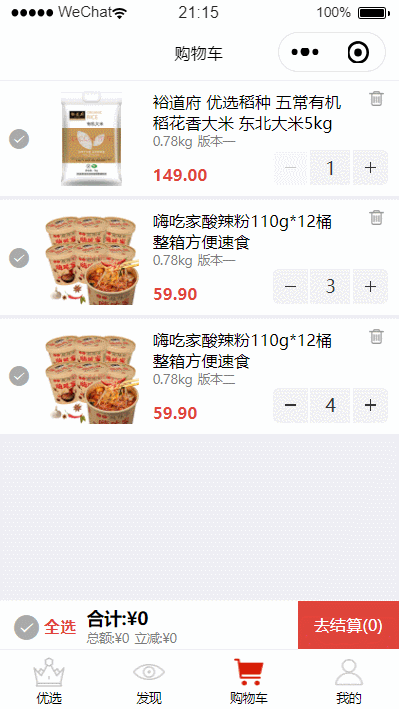 WeChat
21:15
100%
购物车
裕道府 优选稻种 五常有机
稻花香大米 东北大米5kg
0.78kg 版本一
149.00
1
嗨吃家酸辣粉110g*12桶
整箱方便速食
0.78kg 版本一
59.90
3
嗨吃家酸辣粉110g*12桶
整箱方便速食
0.78kg 版本二
59.90
4
全选
合计:¥0
总额:¥0 立减:¥0
去结算(0)
优选
发现
购物车
我的